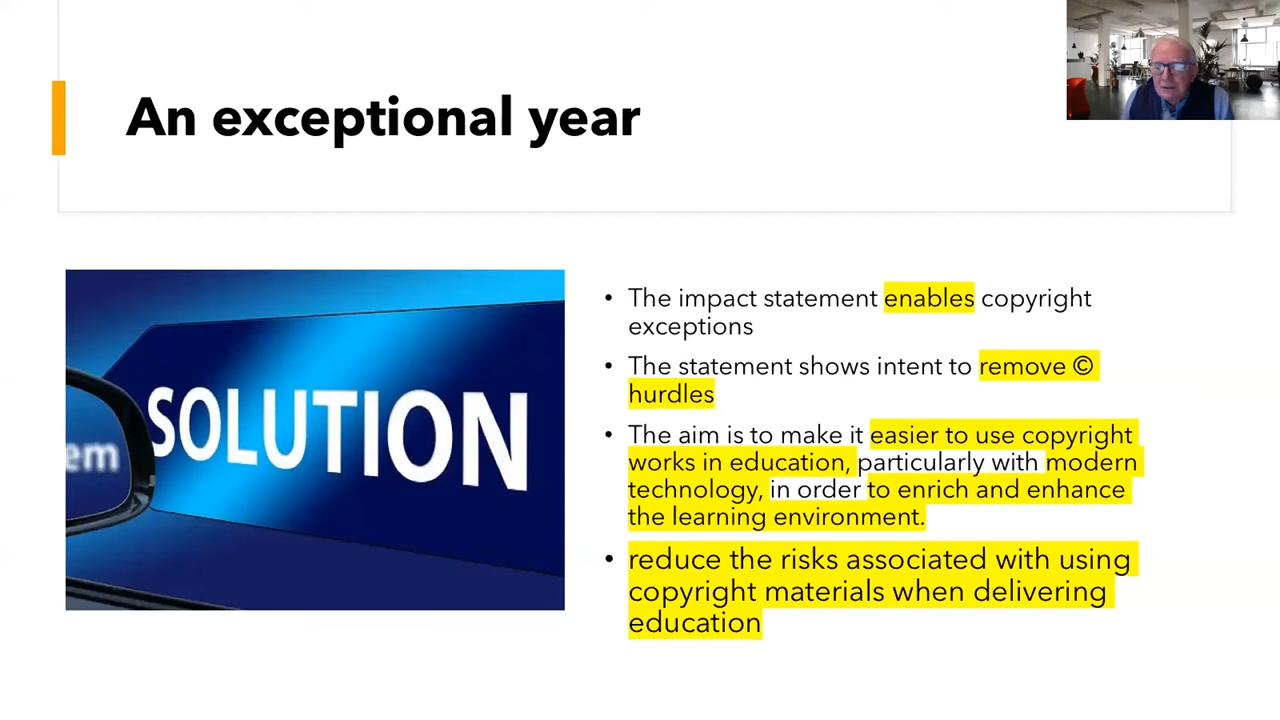 An exceptional year
SOLUTION
em
• The impact statement enables copyright
exceptions
• The statement shows intent to remove ©
hurdles
• The aim is to make it easier to use copyright
works in education, particularly with modern
technology, in order to enrich and enhance
the learning environment.
• reduce the risks associated with using
copyright materials when delivering
education